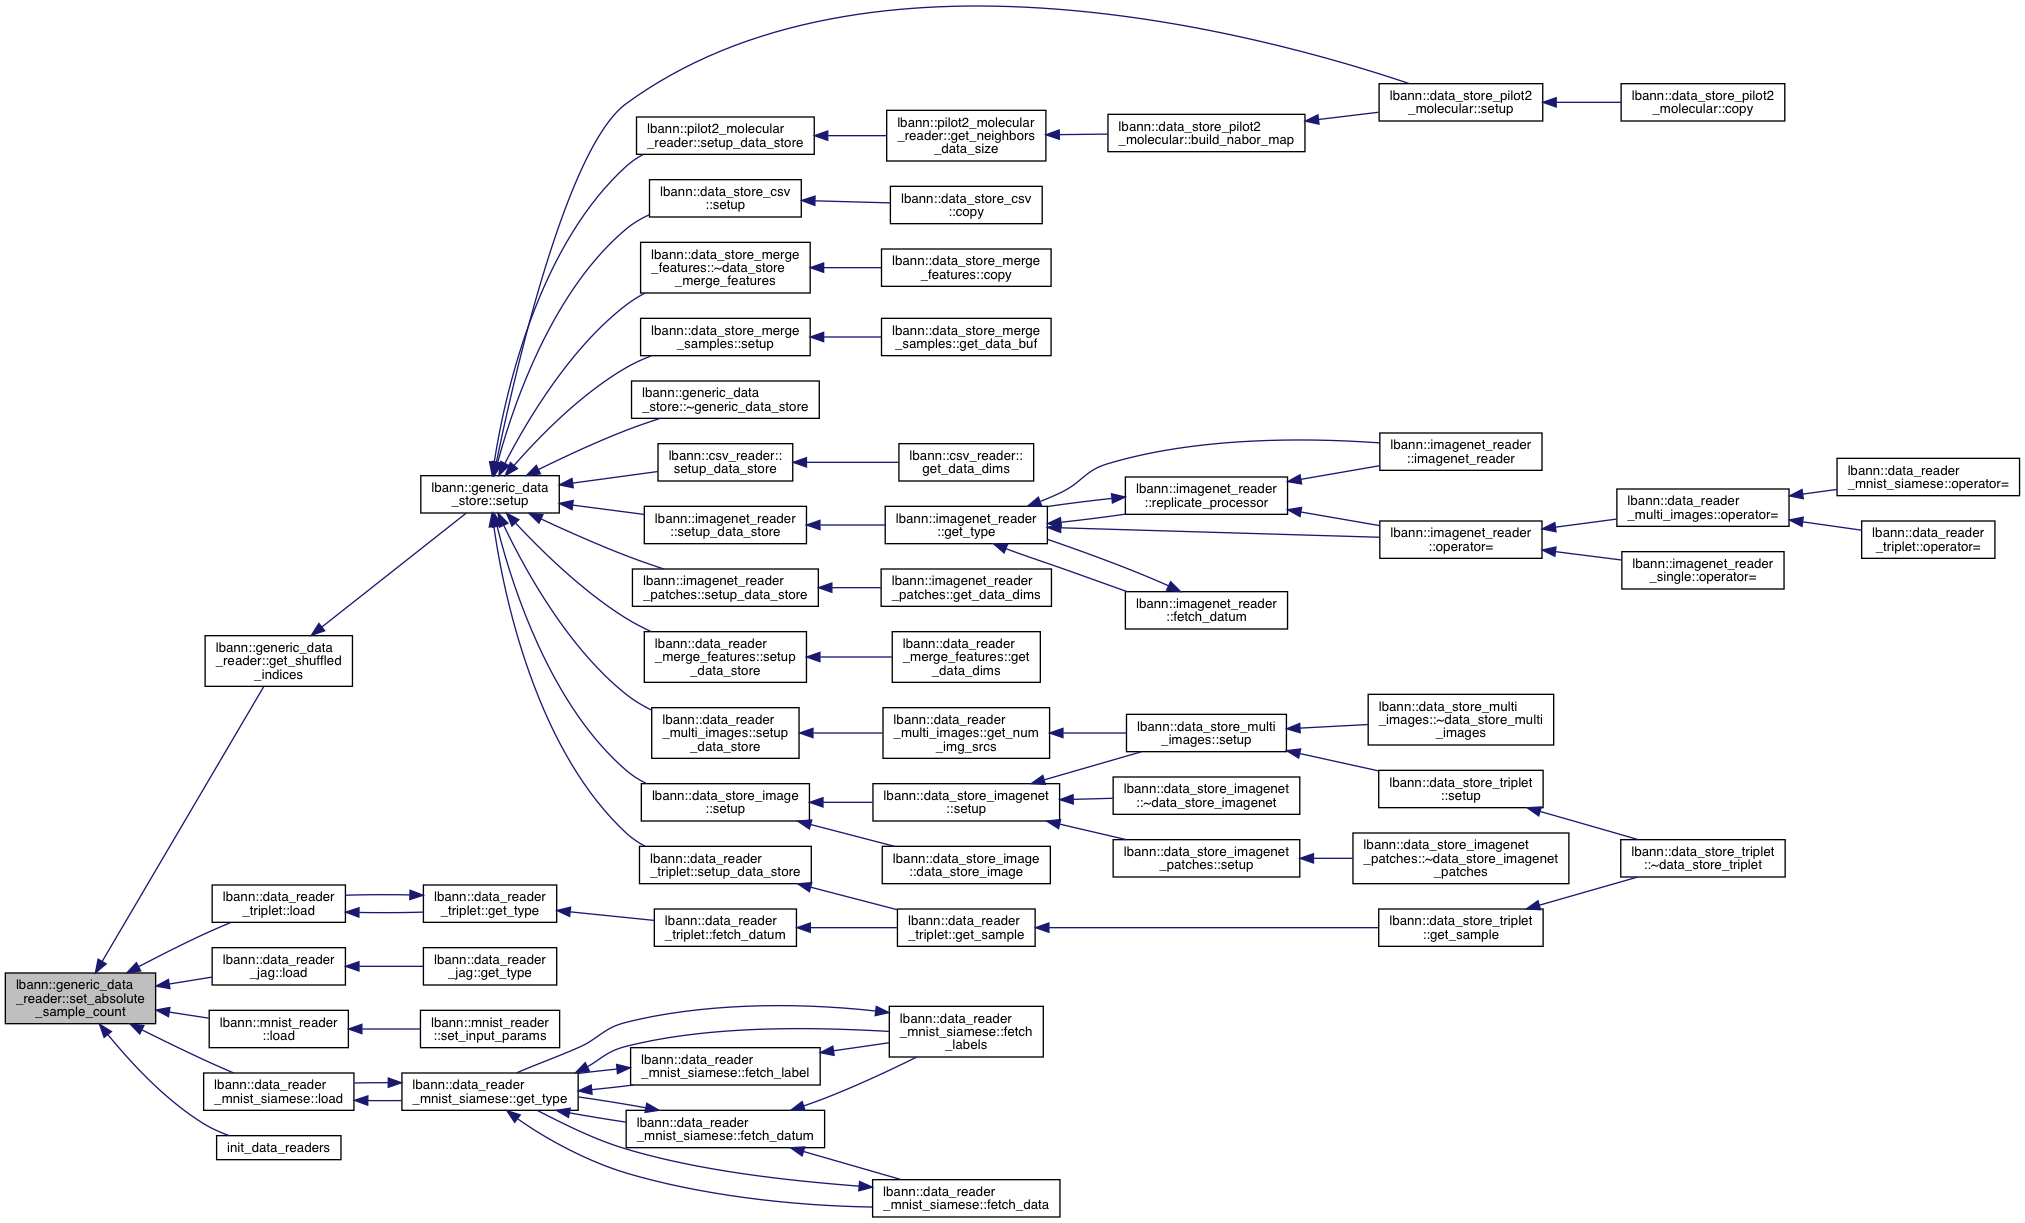 lbann::data_store_pilot2
_molecular::setup
lbann::data_store_pilot2
_molecular::copy
lbann::pilot2_molecular
_reader::setup_data_store
lbann::pilot2_molecular
_reader::get_neighbors
_data_size
lbann::data_store_pilot2
_molecular::build_nabor_map
lbann::data_store_csv
::setup
lbann::data_store_csv
::copy
lbann::data_store_merge
_features::~data_store
_merge_features
lbann::data_store_merge
_features::copy
lbann::data_store_merge
_samples::setup
lbann::data_store_merge
_samples::get_data_buf
lbann::generic_data
_store::~generic_data_store
lbann::csv_reader::
setup_data_store
lbann::csv_reader::
get_data_dims
lbann::imagenet_reader
::imagenet_reader
lbann::generic_data
_store::setup
lbann::imagenet_reader
::replicate_processor
lbann::data_reader
_mnist_siamese::operator=
lbann::data_reader
_multi_images::operator=
lbann::imagenet_reader
::setup_data_store
lbann::imagenet_reader
::get_type
lbann::imagenet_reader
::operator=
lbann::data_reader
_triplet::operator=
lbann::imagenet_reader
_single::operator=
lbann::imagenet_reader
_patches::setup_data_store
lbann::imagenet_reader
_patches::get_data_dims
lbann::imagenet_reader
::fetch_datum
lbann::generic_data
_reader::get_shuffled
_indices
lbann::data_reader
_merge_features::setup
_data_store
lbann::data_reader
_merge_features::get
_data_dims
lbann::data_reader
_multi_images::setup
_data_store
lbann::data_reader
_multi_images::get_num
_img_srcs
lbann::data_store_multi
_images::setup
lbann::data_store_multi
_images::~data_store_multi
_images
lbann::data_store_image
::setup
lbann::data_store_imagenet
::setup
lbann::data_store_imagenet
::~data_store_imagenet
lbann::data_store_triplet
::setup
lbann::data_reader
_triplet::setup_data_store
lbann::data_store_image
::data_store_image
lbann::data_store_imagenet
_patches::setup
lbann::data_store_imagenet
_patches::~data_store_imagenet
_patches
lbann::data_store_triplet
::~data_store_triplet
lbann::data_reader
_triplet::load
lbann::data_reader
_triplet::get_type
lbann::data_reader
_triplet::fetch_datum
lbann::data_reader
_triplet::get_sample
lbann::data_store_triplet
::get_sample
lbann::data_reader
_jag::load
lbann::data_reader
_jag::get_type
lbann::generic_data
_reader::set_absolute
_sample_count
lbann::mnist_reader
::load
lbann::mnist_reader
::set_input_params
lbann::data_reader
_mnist_siamese::fetch
_labels
lbann::data_reader
_mnist_siamese::fetch_label
lbann::data_reader
_mnist_siamese::load
lbann::data_reader
_mnist_siamese::get_type
lbann::data_reader
_mnist_siamese::fetch_datum
init_data_readers
lbann::data_reader
_mnist_siamese::fetch_data